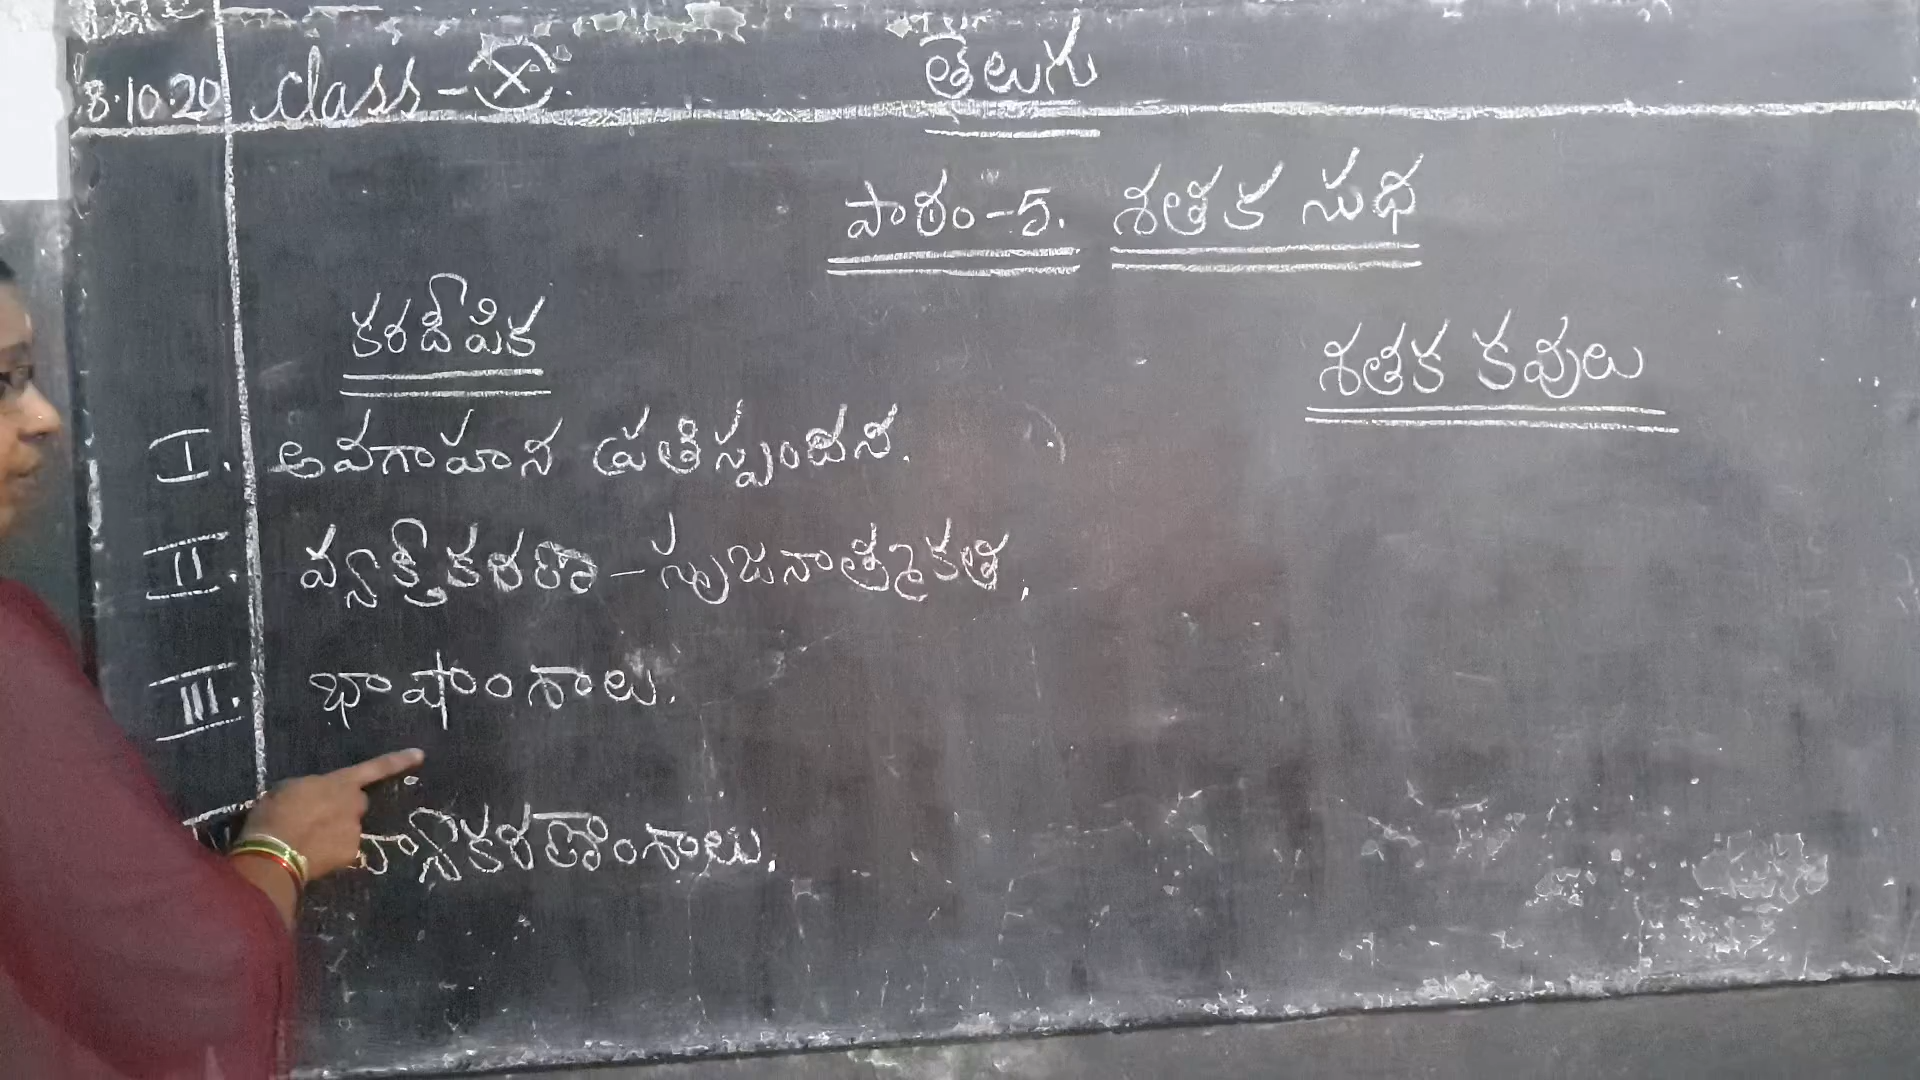 8.10.20 class - X. తెలుగు
పాఠం-5. శతక సుధ
కరదీపిక
శతక కవులు
I. అవగాహన ప్రతిస్పందన.
II. వ్యక్తీకరణ - సృజనాత్మకత.
III. భాషాంశాలు.
వ్యాకరణాంశాలు.